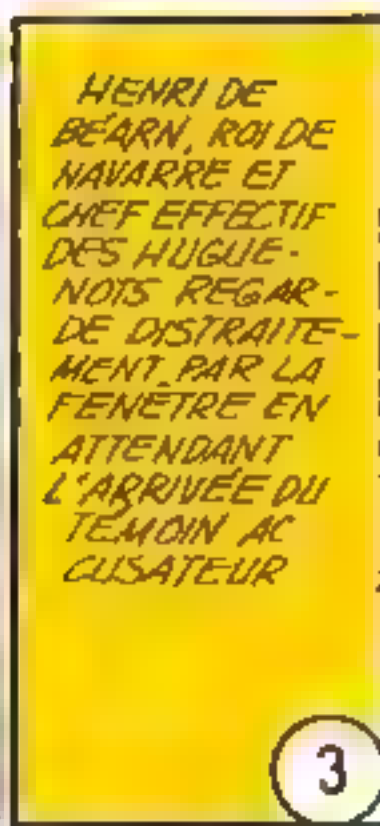 HENRI DE
BÉARN, ROI DE
NAVARRE ET
CHEF EFFECTIF
DES HUGUE-
NOTS REGAR-
DE DISTRAITE-
MENT PAR LA
FENÊTRE EN
ATTENDANT
L'ARRIVÉE DU
TÉMOIN AC
CUSATEUR
3